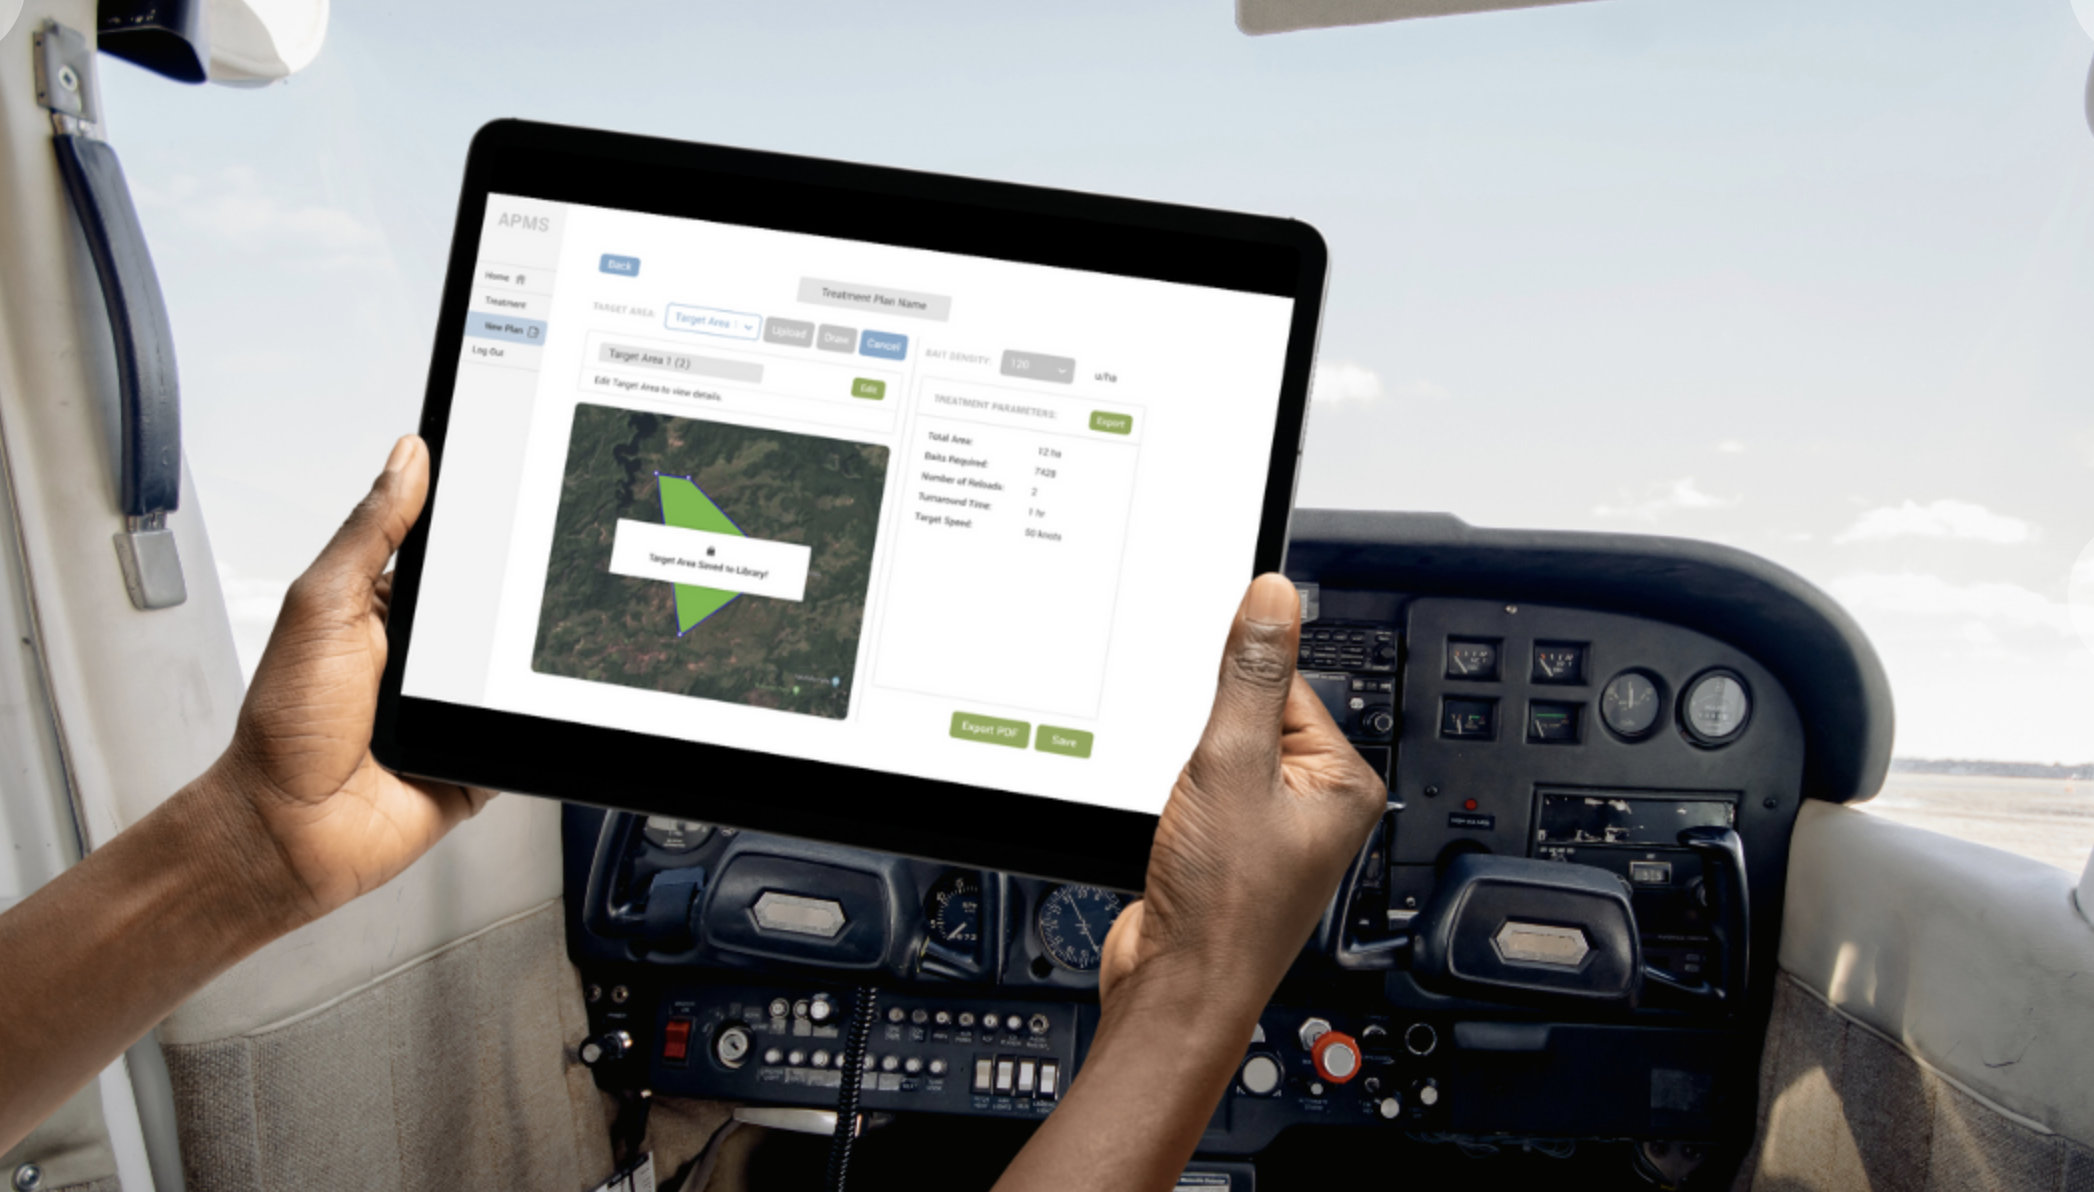 APMS
Home
Treatment
New Plan
Log Out
Back
Treatment Plan Name
TARGET AREA:
Target Area
Upload
Draw
Cancel
Target Area 1 (2)
Edit Target Area to view details.
Edit
Target Area Saved to Library!
BAIT DENSITY:
120
u/ha
TREATMENT PARAMETERS:
Export
Total Area: 12 ha
Baits Required: 7428
Number of Reloads: 2
Turnaround Time: 1 hr
Target Speed: 50 knots
Export PDF
Save